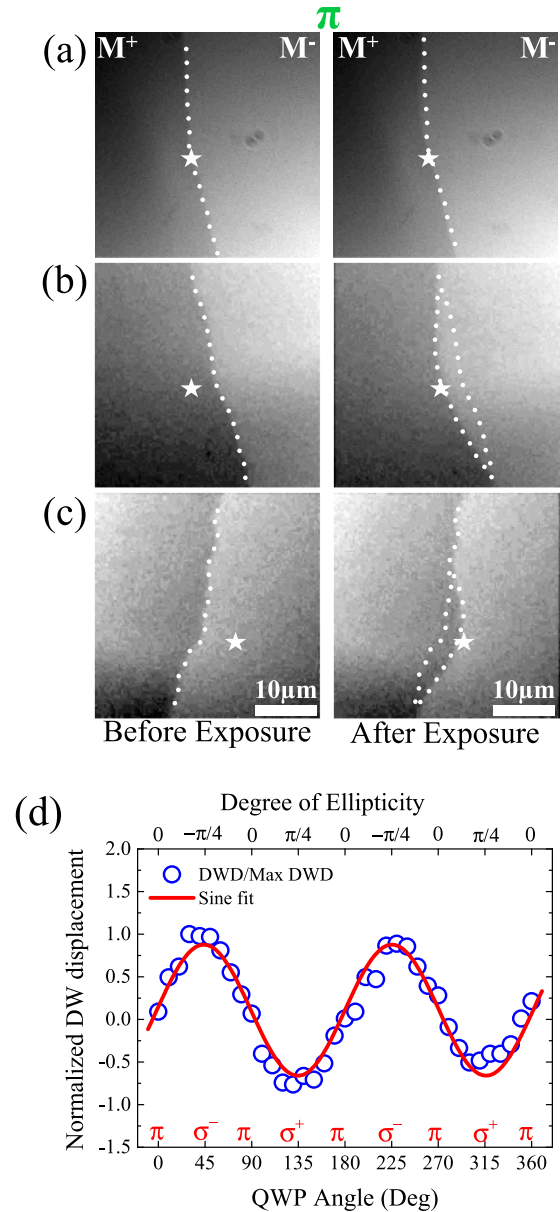 π
(a) M⁺ M⁻ M⁺ M⁻
(b)
(c)
10μm 10μm
Before Exposure After Exposure
(d)
Degree of Ellipticity
0 −π/4 0 π/4 0 −π/4 0 π/4 0
2.0
1.5
1.0
0.5
0.0
-0.5
-1.0
-1.5
Normalized DW displacement
DWD/Max DWD
Sine fit
π σ⁻ π σ⁺ π σ⁻ π σ⁺ π
0 45 90 135 180 225 270 315 360
QWP Angle (Deg)